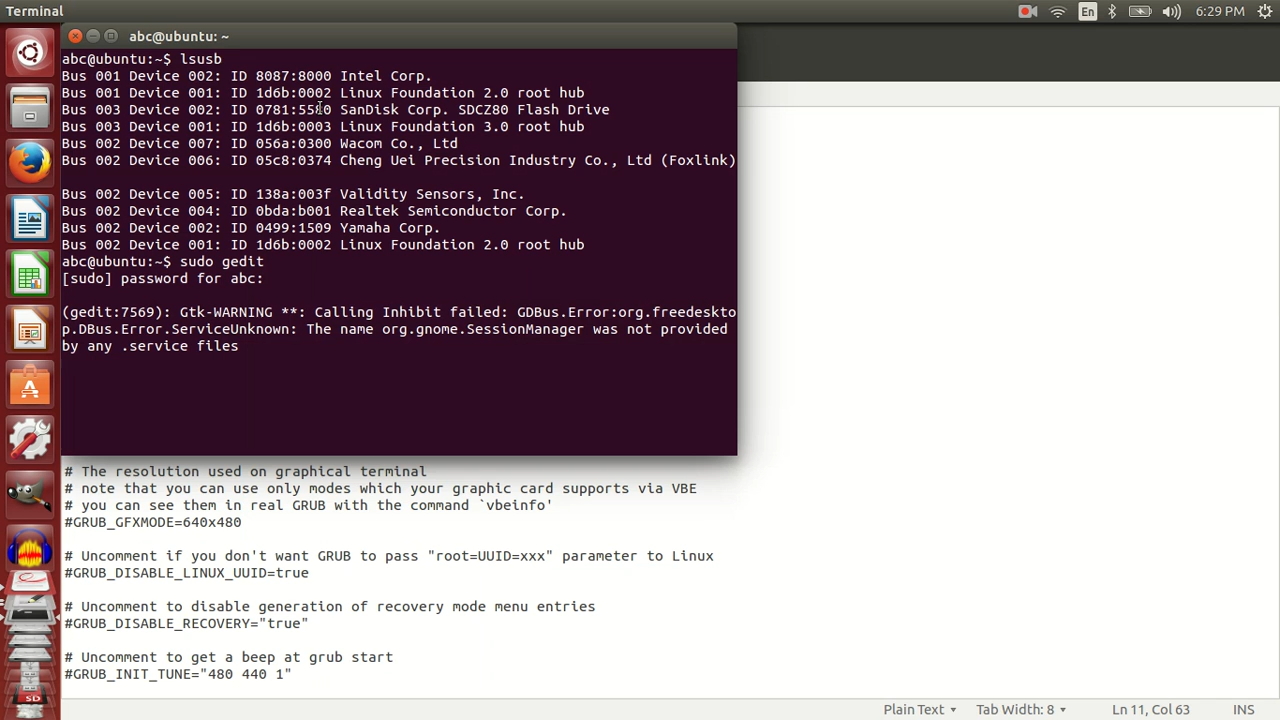 Terminal
En
6:29 PM
abc@ubuntu: ~
abc@ubuntu:~$ lsusb
Bus 001 Device 002: ID 8087:8000 Intel Corp.
Bus 001 Device 001: ID 1d6b:0002 Linux Foundation 2.0 root hub
Bus 003 Device 002: ID 0781:5580 SanDisk Corp. SDCZ80 Flash Drive
Bus 003 Device 001: ID 1d6b:0003 Linux Foundation 3.0 root hub
Bus 002 Device 007: ID 056a:0300 Wacom Co., Ltd
Bus 002 Device 006: ID 05c8:0374 Cheng Uei Precision Industry Co., Ltd (Foxlink)
Bus 002 Device 005: ID 138a:003f Validity Sensors, Inc.
Bus 002 Device 004: ID 0bda:b001 Realtek Semiconductor Corp.
Bus 002 Device 002: ID 0499:1509 Yamaha Corp.
Bus 002 Device 001: ID 1d6b:0002 Linux Foundation 2.0 root hub
abc@ubuntu:~$ sudo gedit
[sudo] password for abc:
(gedit:7569): Gtk-WARNING **: Calling Inhibit failed: GDBus.Error:org.freedeskto
p.DBus.Error.ServiceUnknown: The name org.gnome.SessionManager was not provided
by any .service files
# The resolution used on graphical terminal
# note that you can use only modes which your graphic card supports via VBE
# you can see them in real GRUB with the command `vbeinfo'
#GRUB_GFXMODE=640x480
# Uncomment if you don't want GRUB to pass "root=UUID=xxx" parameter to Linux
#GRUB_DISABLE_LINUX_UUID=true
# Uncomment to disable generation of recovery mode menu entries
#GRUB_DISABLE_RECOVERY="true"
# Uncomment to get a beep at grub start
#GRUB_INIT_TUNE="480 440 1"
SD
Plain Text
Tab Width: 8
Ln 11, Col 63
INS